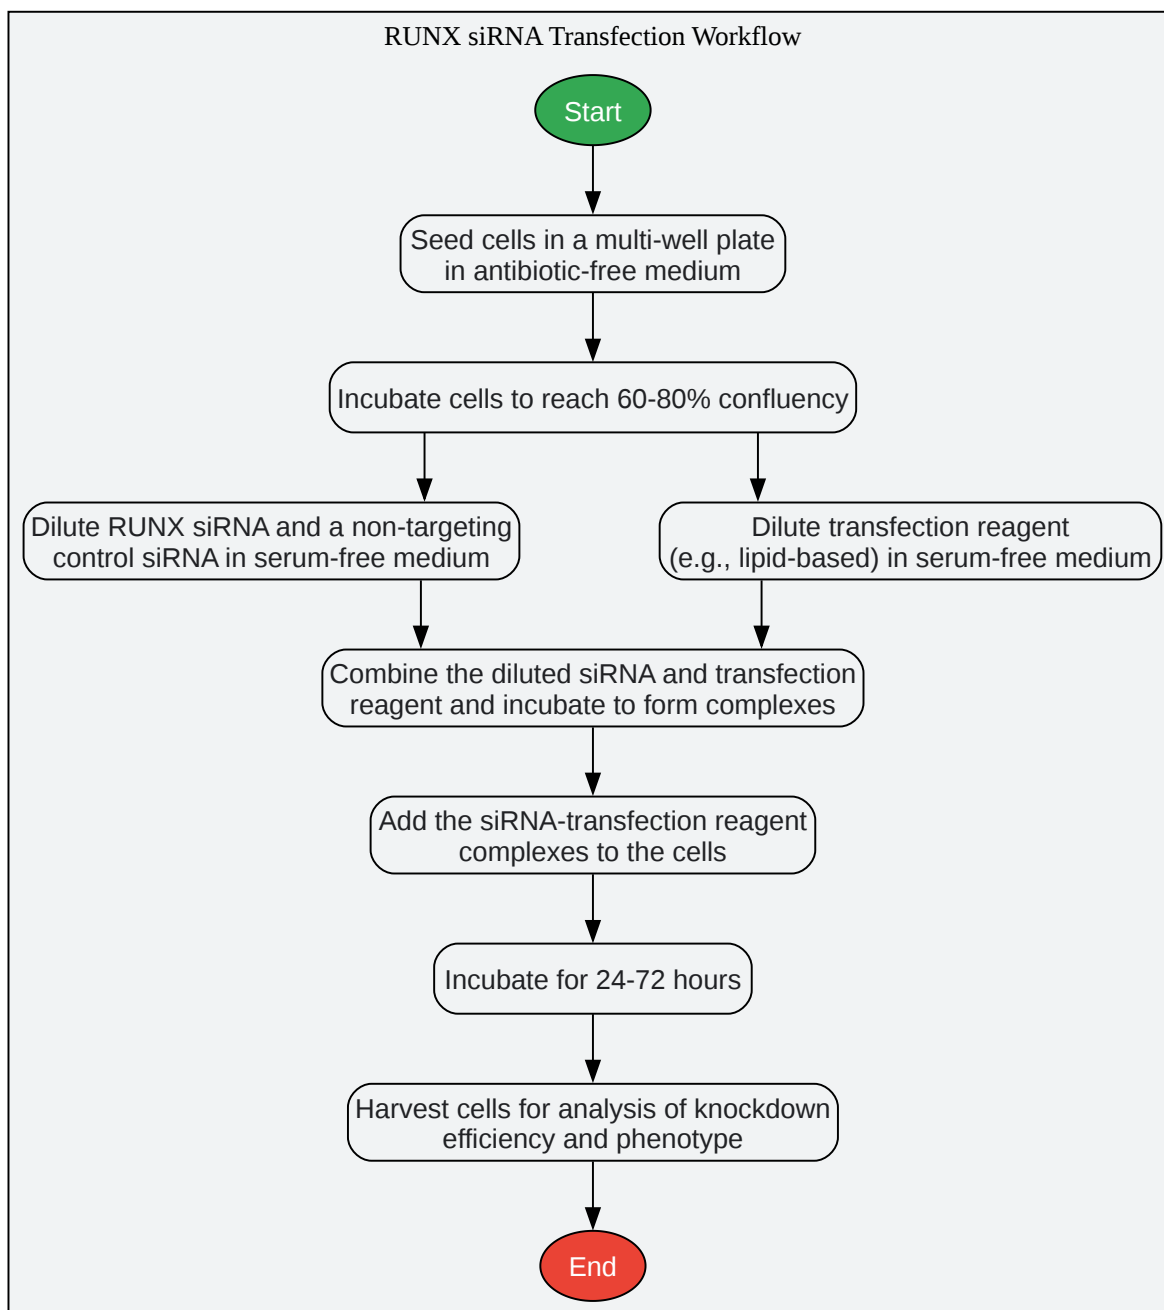 RUNX siRNA Transfection Workflow
Start
Seed cells in a multi-well plate
in antibiotic-free medium
Incubate cells to reach 60-80% confluency
Dilute RUNX siRNA and a non-targeting
control siRNA in serum-free medium
Dilute transfection reagent
(e.g., lipid-based) in serum-free medium
Combine the diluted siRNA and transfection
reagent and incubate to form complexes
Add the siRNA-transfection reagent
complexes to the cells
Incubate for 24-72 hours
Harvest cells for analysis of knockdown
efficiency and phenotype
End